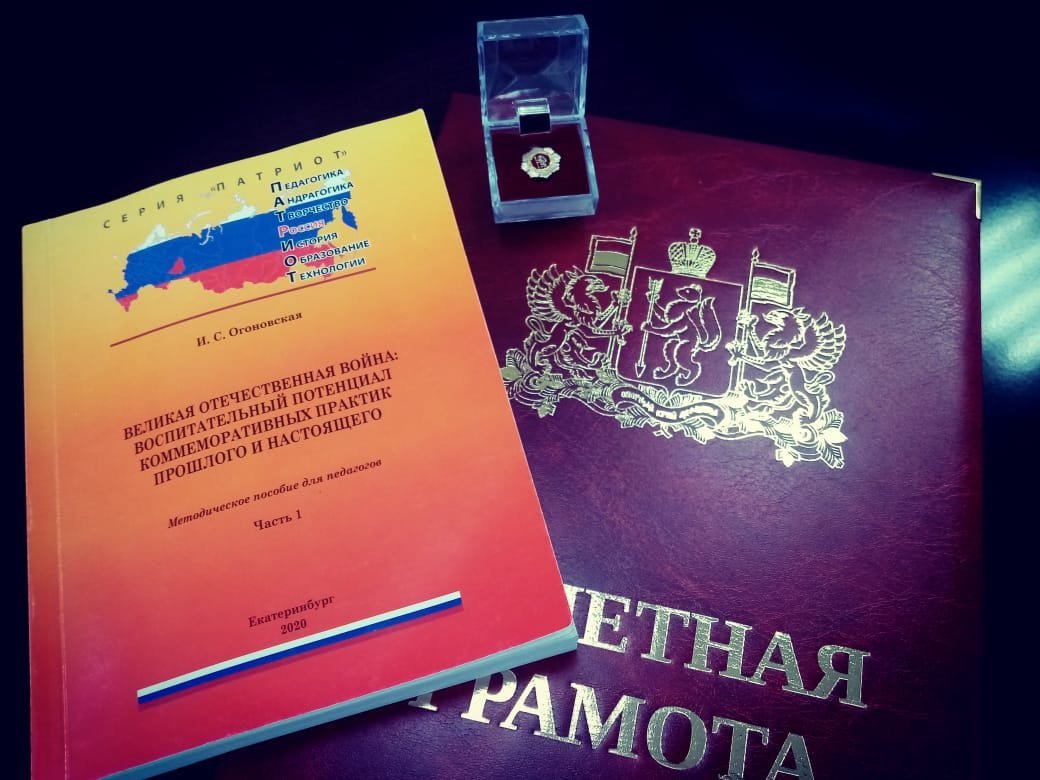 СЕРИЯ "ПАТРИОТ"
ПЕДАГОГИКА
АНДРАГОГИКА
ТВОРЧЕСТВО
РОССИЯ
ИСТОРИЯ
ОБРАЗОВАНИЕ
ТЕХНОЛОГИИ
И. С. Огоновская
ВЕЛИКАЯ ОТЕЧЕСТВЕННАЯ ВОЙНА:
ВОСПИТАТЕЛЬНЫЙ ПОТЕНЦИАЛ
КОММЕМОРАТИВНЫХ ПРАКТИК
ПРОШЛОГО И НАСТОЯЩЕГО
Методическое пособие для педагогов
Часть 1
Екатеринбург
2020
ЕТНАЯ
ГРАМОТА